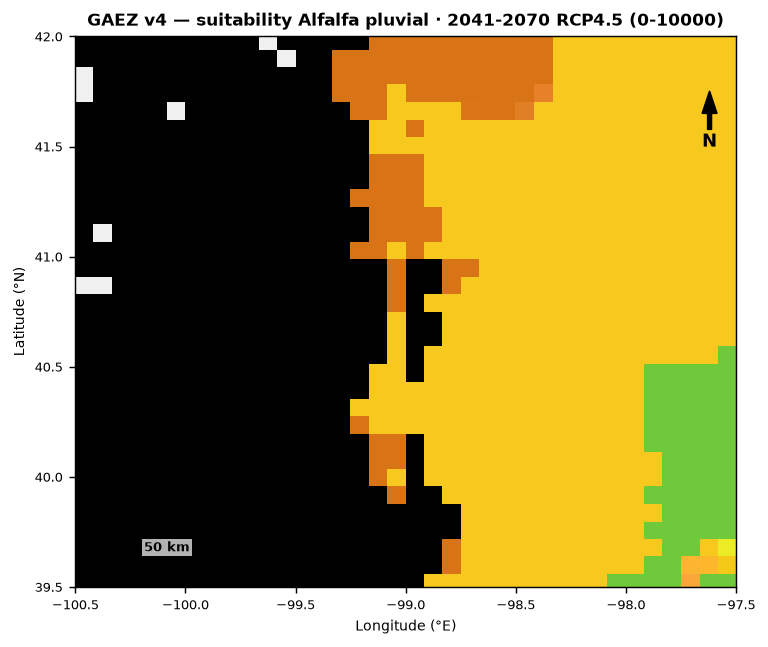 GAEZ v4 — suitability Alfalfa pluvial · 2041-2070 RCP4.5 (0-10000)
42.0
41.5
41.0
40.5
40.0
39.5
Latitude (°N)
N
50 km
−100.5 −100.0 −99.5 −99.0 −98.5 −98.0 −97.5
Longitude (°E)